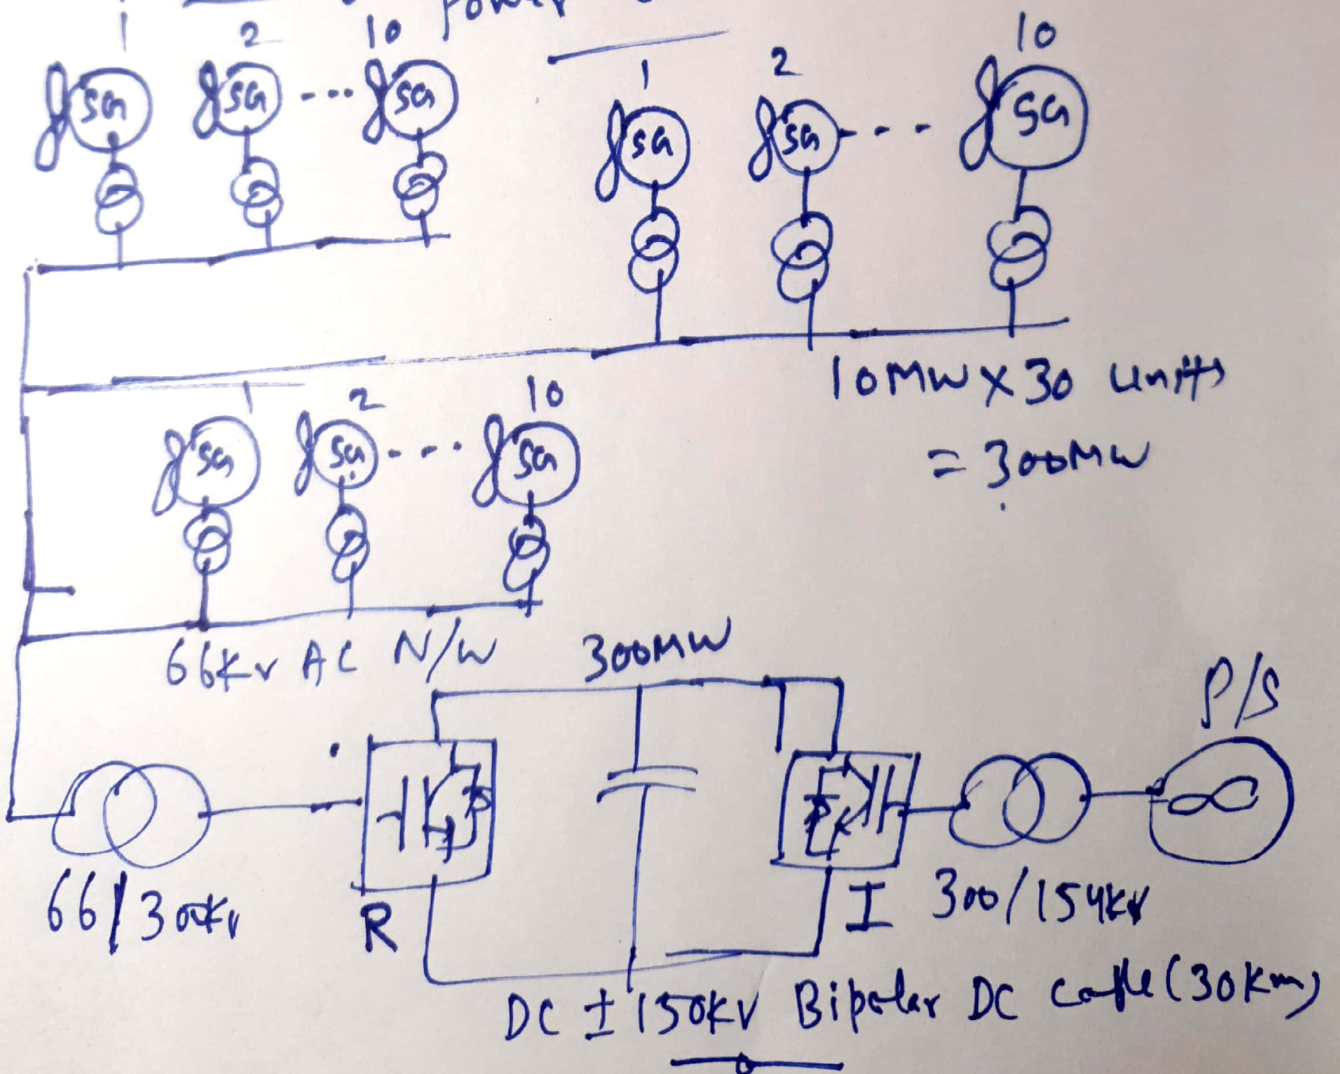 power
1 2 10
SG SG ... SG
1 2 10
SG SG ... SG
10MW X 30 units
= 300MW
1 2 10
SG SG ... SG
66KV AC N/W
300MW
P/S
∞
66/300KV
R
I
300/154KV
DC ± 150KV Bipolar DC Cable (30Km)